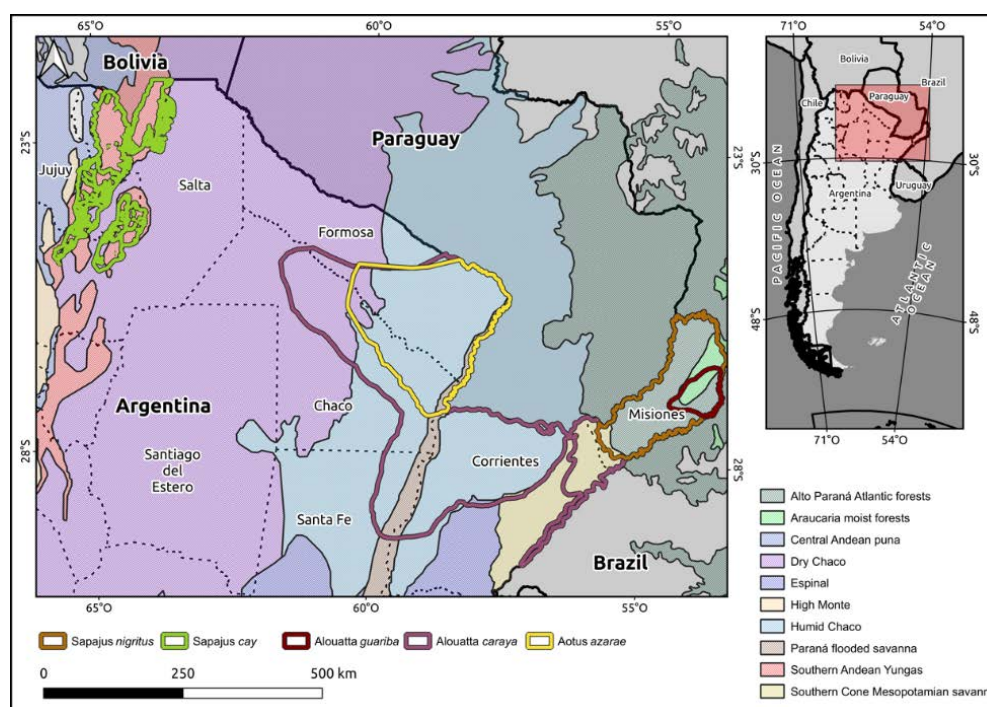 65°O 60°O 55°O
Bolivia
Paraguay
23°S
23°S
Jujuy
Salta
Formosa
Argentina
Chaco
Misiones
Corrientes
28°S
28°S
Santiago
del
Estero
Santa Fe
Brazil
65°O 60°O 55°O
Sapajus nigritus Sapajus cay Alouatta guariba Alouatta caraya Aotus azarae
0 250 500 km
71°O 54°O
Bolivia
Brazil
Paraguay
Chile
30°S 30°S
Argentina
Uruguay
PACIFIC OCEAN
ATLANTIC
OCEAN
48°S 48°S
71°O 54°O
Alto Paraná Atlantic forests
Araucaria moist forests
Central Andean puna
Dry Chaco
Espinal
High Monte
Humid Chaco
Paraná flooded savanna
Southern Andean Yungas
Southern Cone Mesopotamian savann